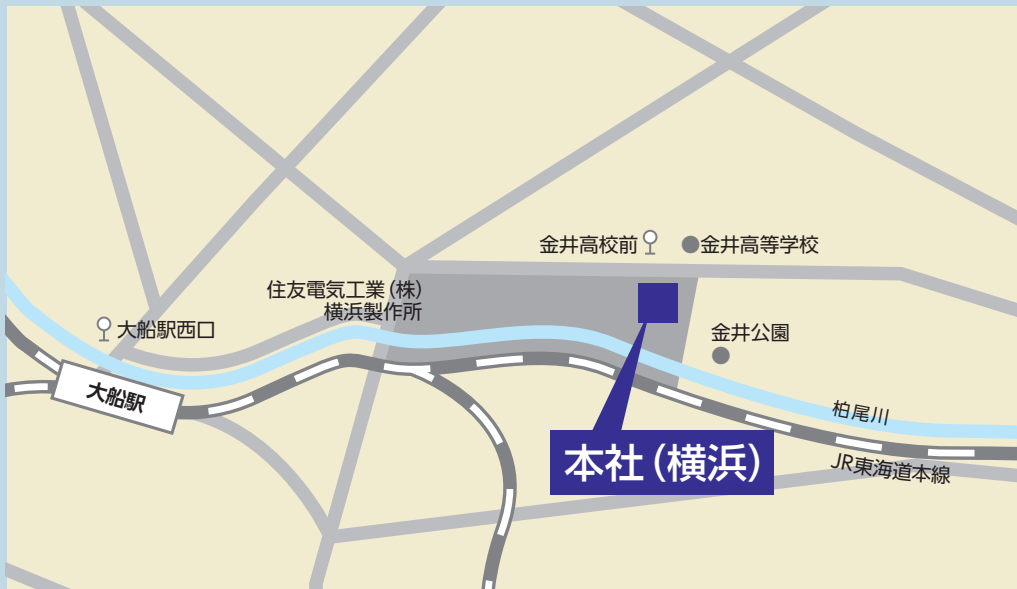 金井高校前
金井高等学校
住友電気工業(株)
横浜製作所
大船駅西口
金井公園
大船駅
柏尾川
本社(横浜)
JR東海道本線